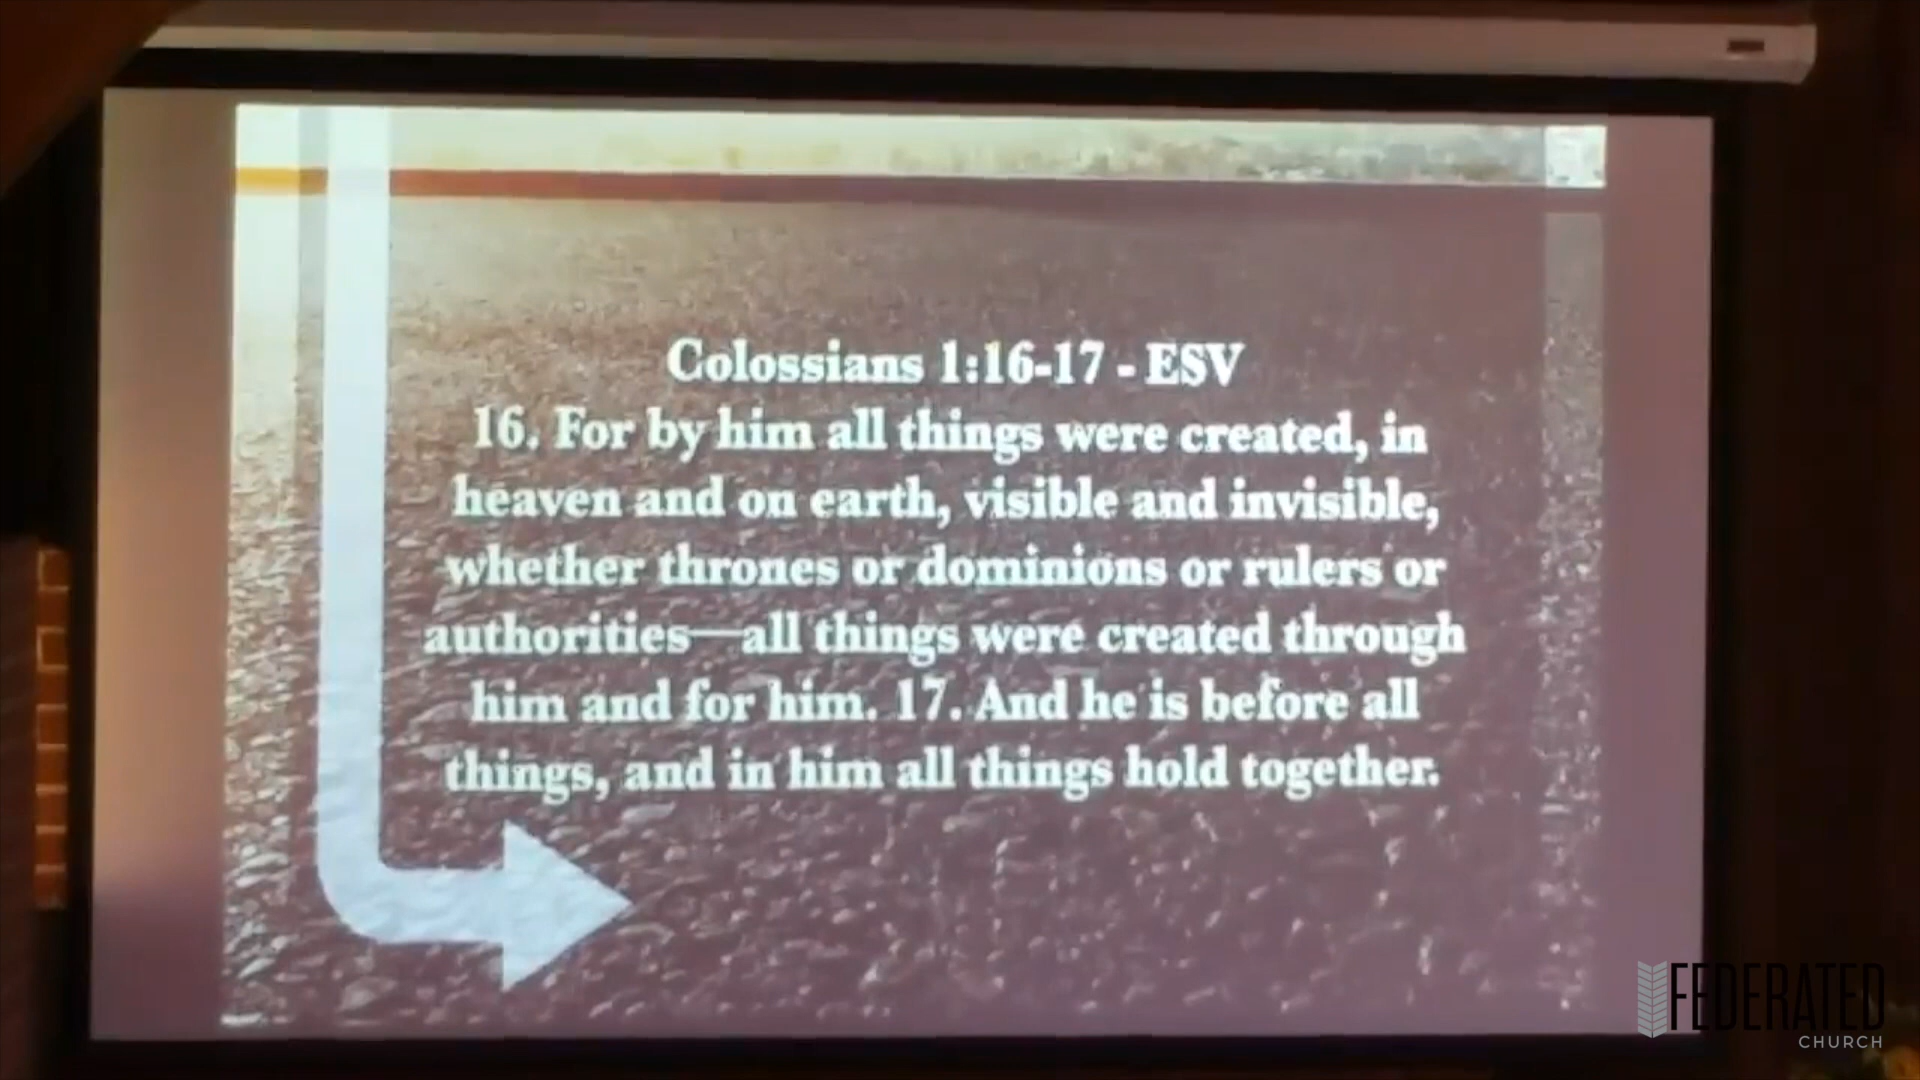 Colossians 1:16-17 - ESV
16. For by him all things were created, in
heaven and on earth, visible and invisible,
whether thrones or dominions or rulers or
authorities—all things were created through
him and for him. 17. And he is before all
things, and in him all things hold together.
FEDERATED
CHURCH